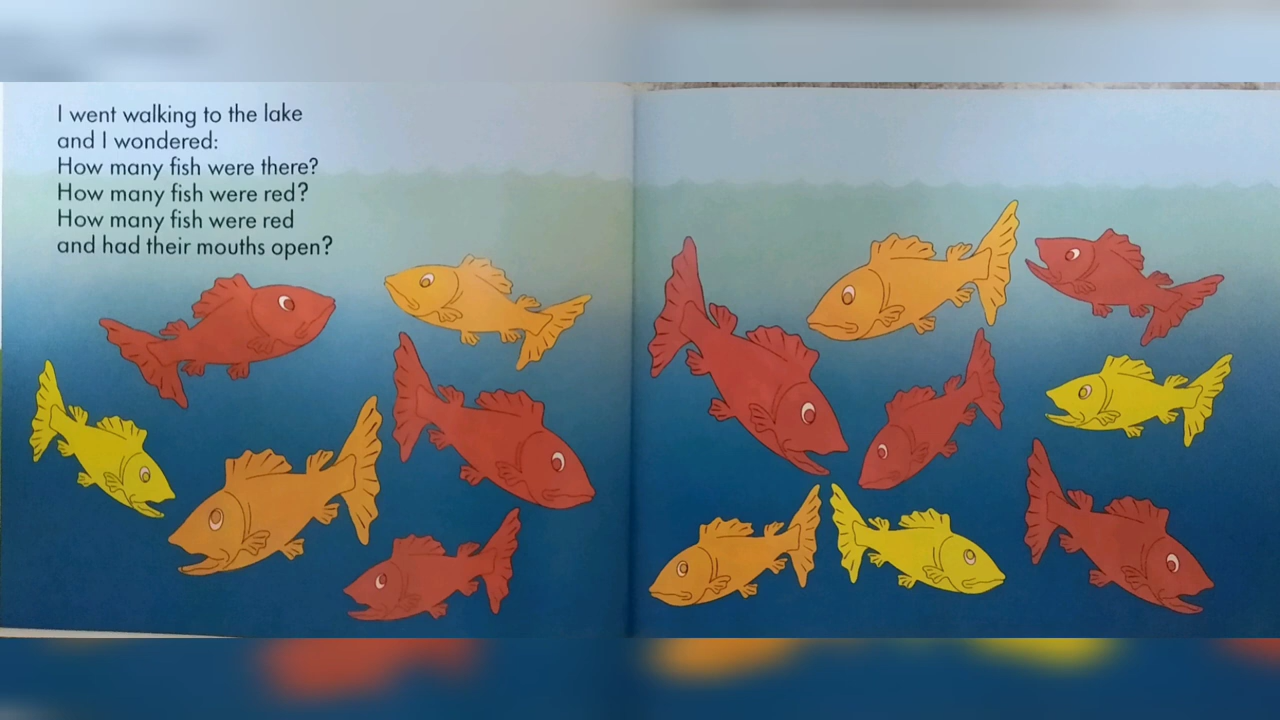 I went walking to the lake
and I wondered:
How many fish were there?
How many fish were red?
How many fish were red
and had their mouths open?